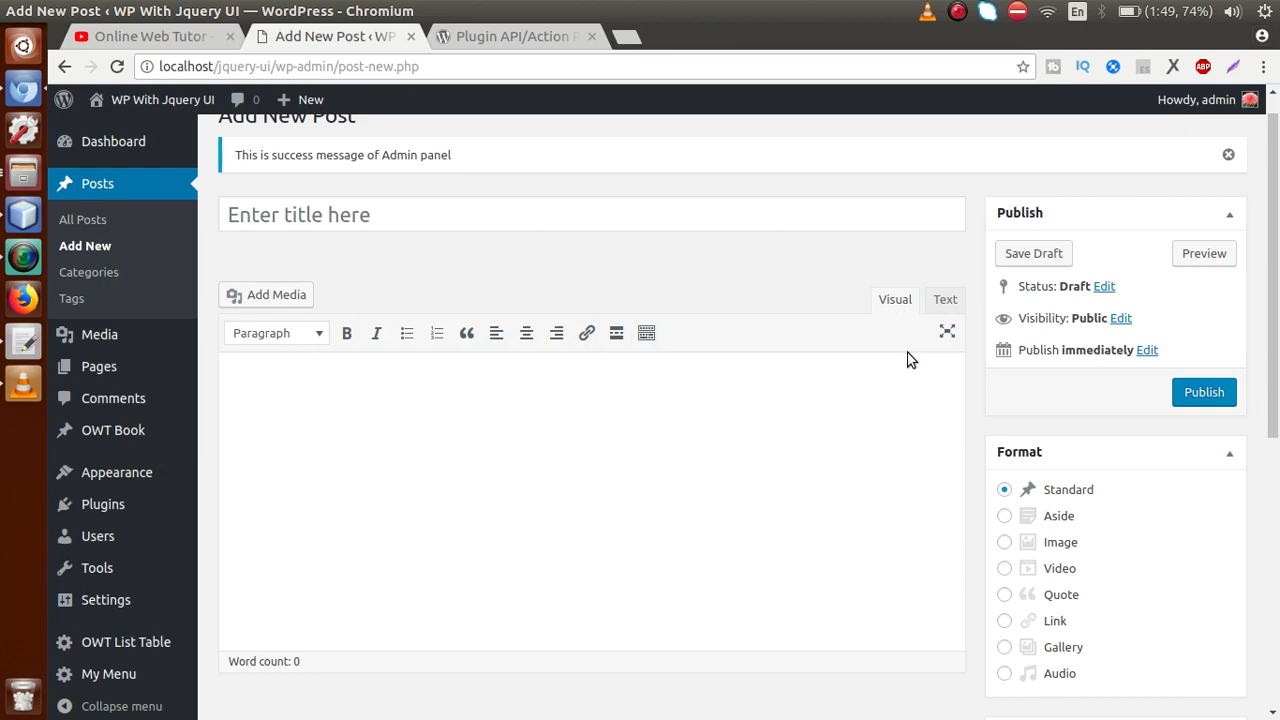 Add New Post ‹ WP With Jquery UI — WordPress - Chromium
En
(1:49, 74%)
Online Web Tutor -
Add New Post ‹ WP
Plugin API/Action R
localhost/jquery-ui/wp-admin/post-new.php
WP With Jquery UI
0
New
Howdy, admin
Dashboard
Posts
All Posts
Add New
Categories
Tags
Media
Pages
Comments
OWT Book
Appearance
Plugins
Users
Tools
Settings
OWT List Table
My Menu
Collapse menu
Add New Post
This is success message of Admin panel
Enter title here
Add Media
Visual
Text
Paragraph
Word count: 0
Publish
Save Draft
Preview
Status: Draft Edit
Visibility: Public Edit
Publish immediately Edit
Publish
Format
Standard
Aside
Image
Video
Quote
Link
Gallery
Audio